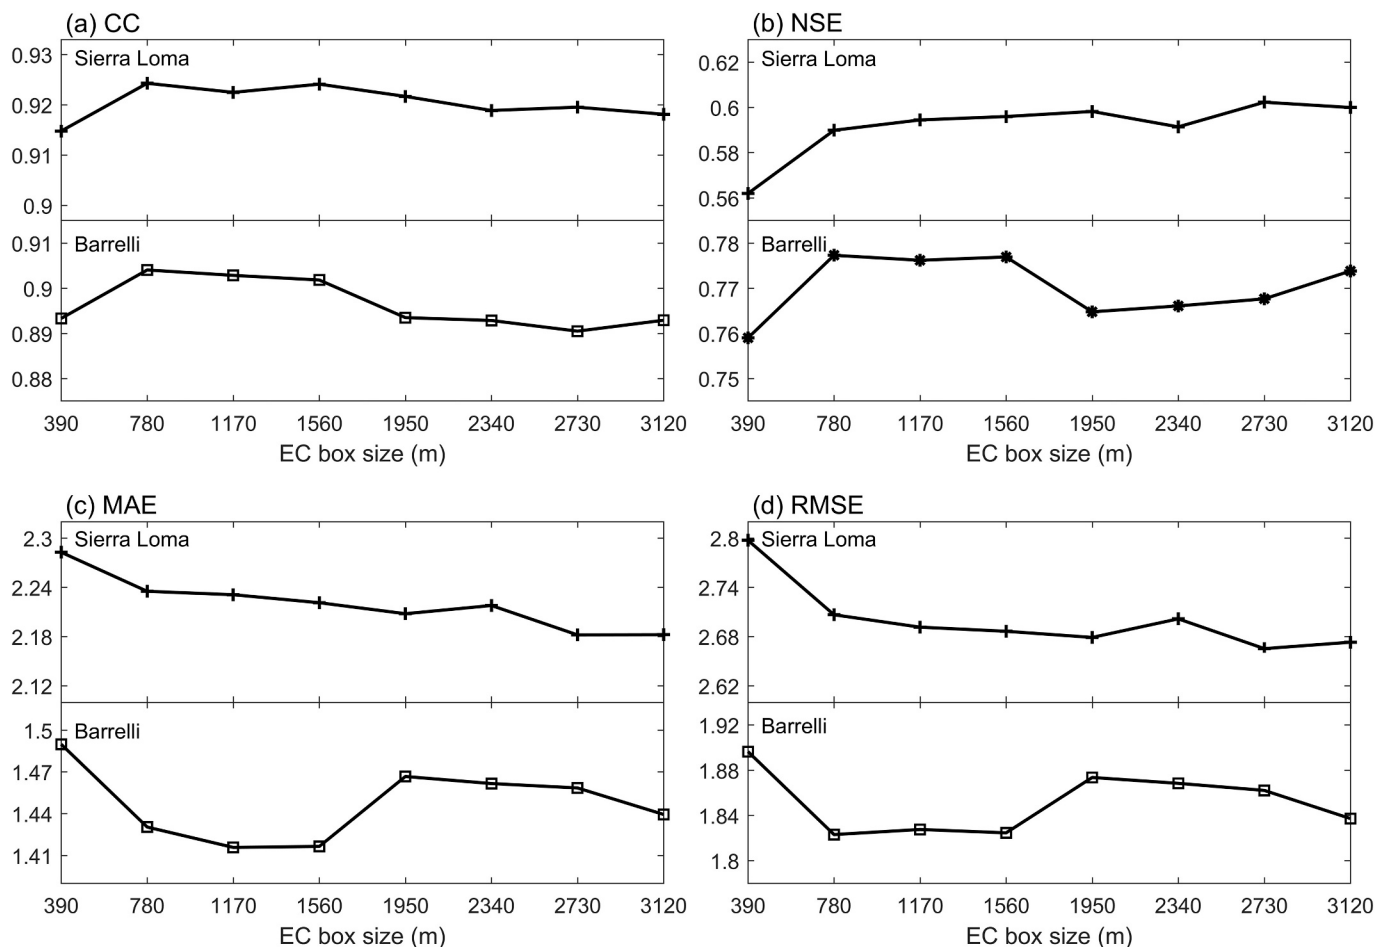 (a) CC
Sierra Loma
0.93
0.92
0.91
0.9
Barrelli
0.91
0.9
0.89
0.88
390 780 1170 1560 1950 2340 2730 3120
EC box size (m)
(b) NSE
Sierra Loma
0.62
0.6
0.58
0.56
Barrelli
0.78
0.77
0.76
0.75
390 780 1170 1560 1950 2340 2730 3120
EC box size (m)
(c) MAE
Sierra Loma
2.3
2.24
2.18
2.12
Barrelli
1.5
1.47
1.44
1.41
390 780 1170 1560 1950 2340 2730 3120
EC box size (m)
(d) RMSE
Sierra Loma
2.8
2.74
2.68
2.62
Barrelli
1.92
1.88
1.84
1.8
390 780 1170 1560 1950 2340 2730 3120
EC box size (m)